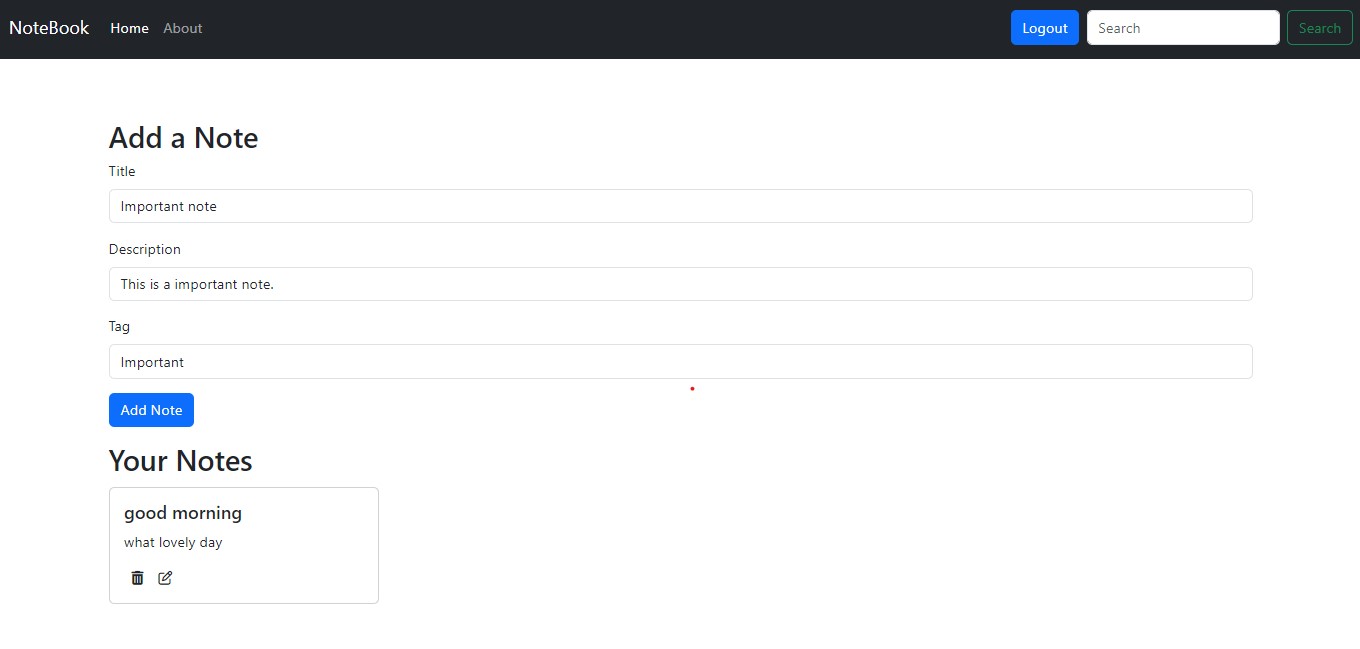 NoteBook Home About Logout Search Search
Add a Note
Title
Important note
Description
This is a important note.
Tag
Important
Add Note
Your Notes
good morning
what lovely day